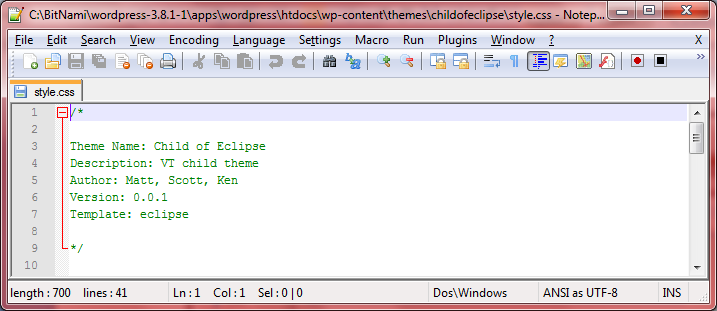 C:\BitNami\wordpress-3.8.1-1\apps\wordpress\htdocs\wp-content\themes\childofeclipse\style.css - Notep...
File Edit Search View Encoding Language Settings Macro Run Plugins Window ? X
style.css
1 /*
2
3 Theme Name: Child of Eclipse
4 Description: VT child theme
5 Author: Matt, Scott, Ken
6 Version: 0.0.1
7 Template: eclipse
8
9 */
10
length : 700 lines : 41 Ln : 1 Col : 1 Sel : 0 | 0 Dos\Windows ANSI as UTF-8 INS